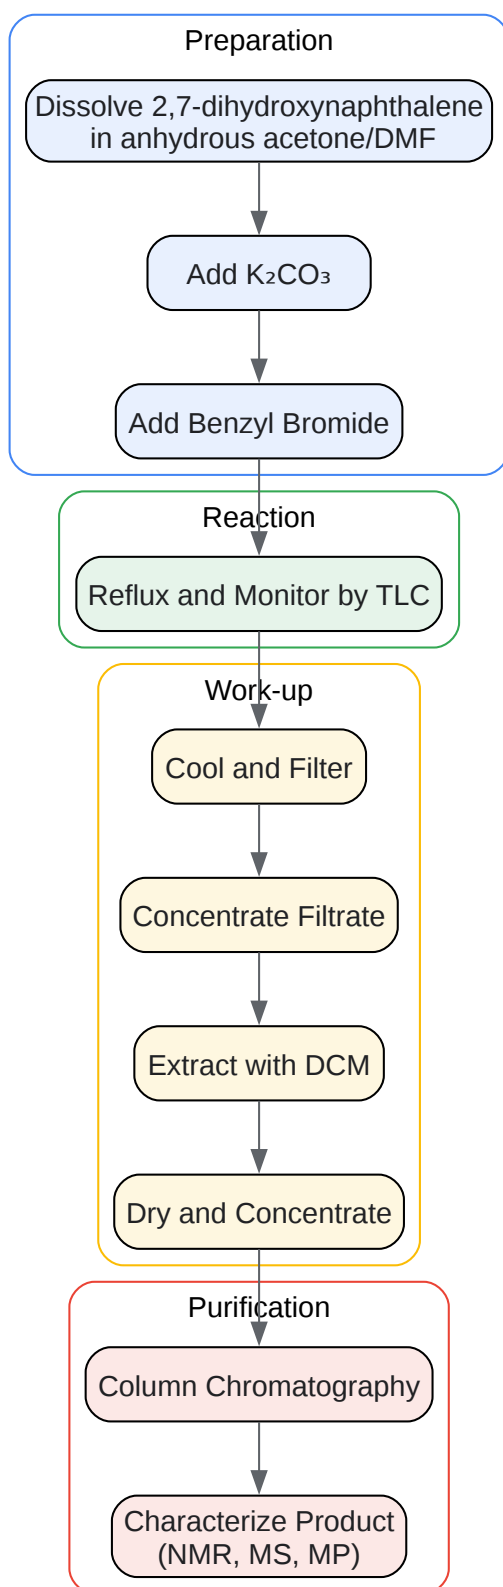 Preparation
Dissolve 2,7-dihydroxynaphthalene
in anhydrous acetone/DMF
Add K₂CO₃
Add Benzyl Bromide
Reaction
Reflux and Monitor by TLC
Work-up
Cool and Filter
Concentrate Filtrate
Extract with DCM
Dry and Concentrate
Purification
Column Chromatography
Characterize Product
(NMR, MS, MP)